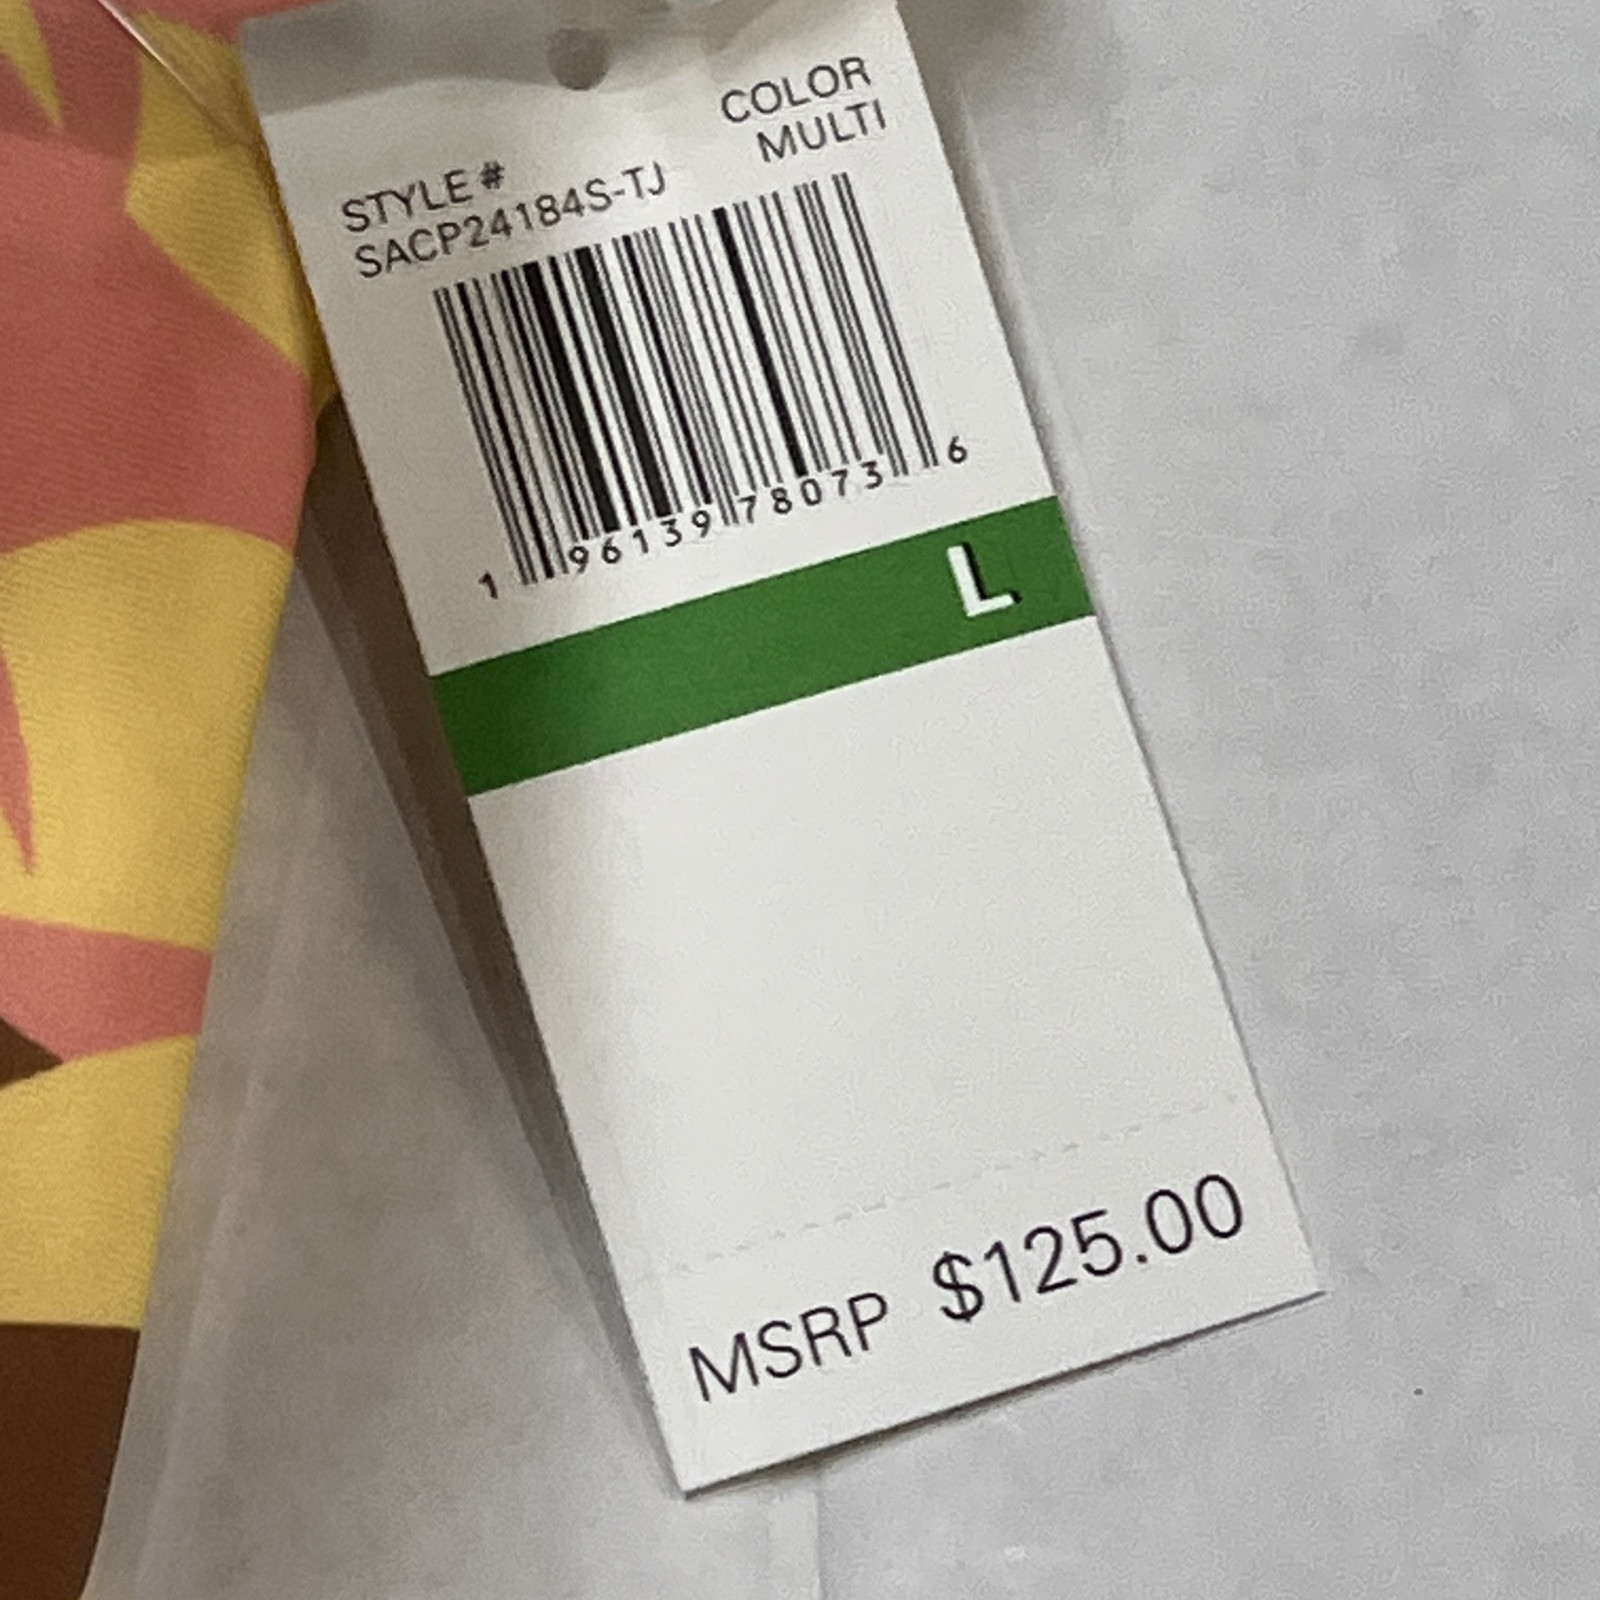 COLOR
MULTI
STYLE #
SACP24184S-TJ
1 96139 78073 6
L
MSRP $125.00